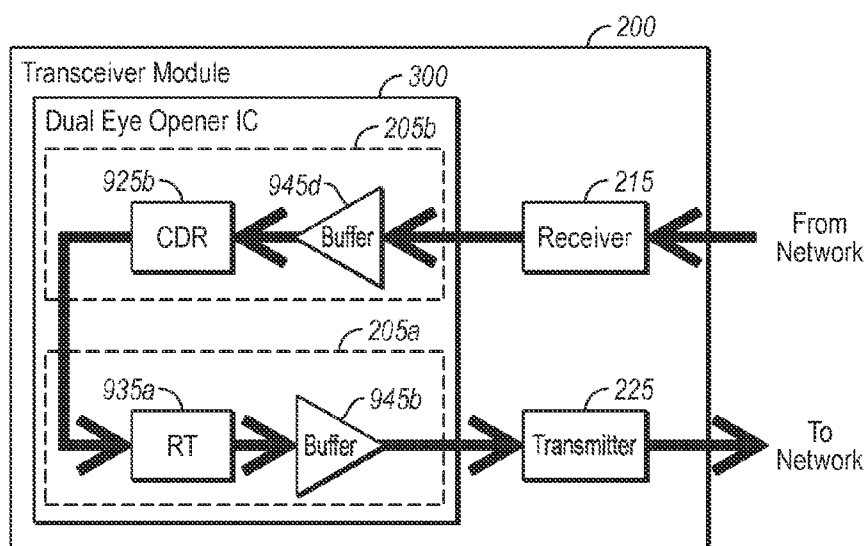 200
Transceiver Module
300
Dual Eye Opener IC
205b
925b
945d
215
CDR
Buffer
Receiver
From
Network
205a
935a
945b
225
RT
Buffer
Transmitter
To
Network